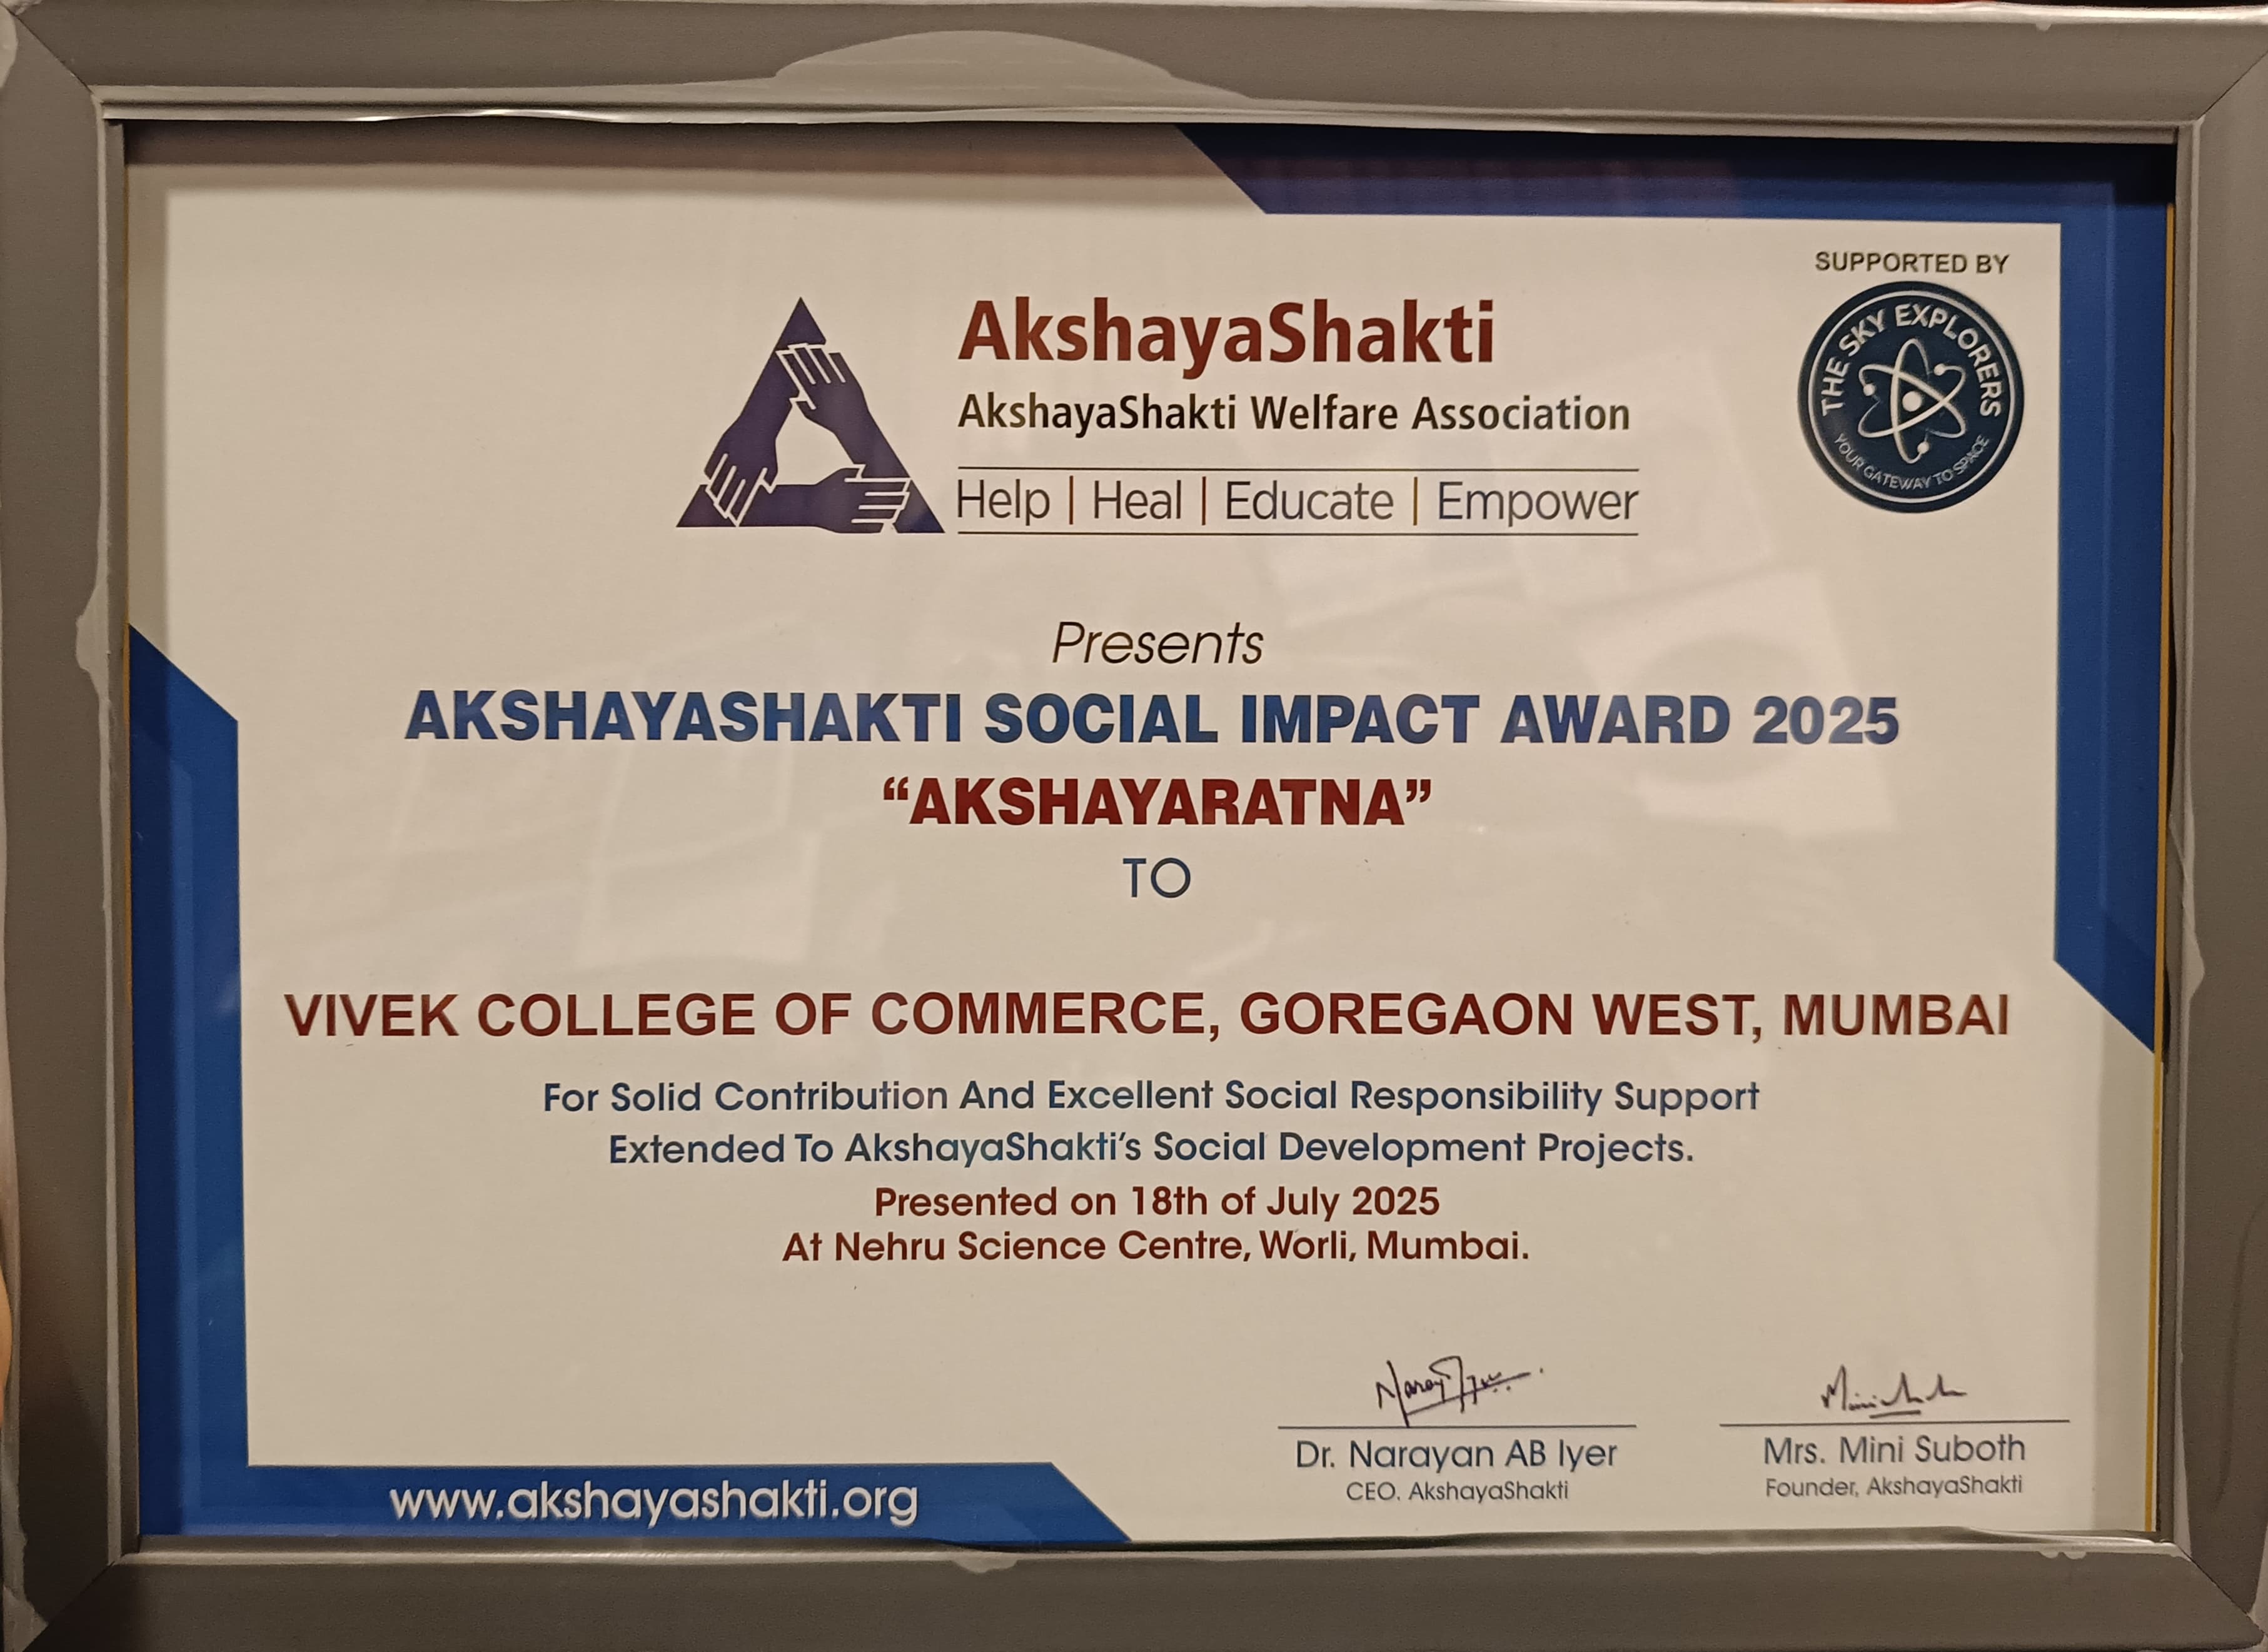 SUPPORTED BY
THE SKY EXPLORERS
YOUR GATEWAY TO SPACE
AkshayaShakti
AkshayaShakti Welfare Association
Help | Heal | Educate | Empower
Presents
AKSHAYASHAKTI SOCIAL IMPACT AWARD 2025
“AKSHAYARATNA”
TO
VIVEK COLLEGE OF COMMERCE, GOREGAON WEST, MUMBAI
For Solid Contribution And Excellent Social Responsibility Support
Extended To AkshayaShakti’s Social Development Projects.
Presented on 18th of July 2025
At Nehru Science Centre, Worli, Mumbai.
Dr. Narayan AB Iyer
CEO, AkshayaShakti
Mrs. Mini Suboth
Founder, AkshayaShakti
www.akshayashakti.org